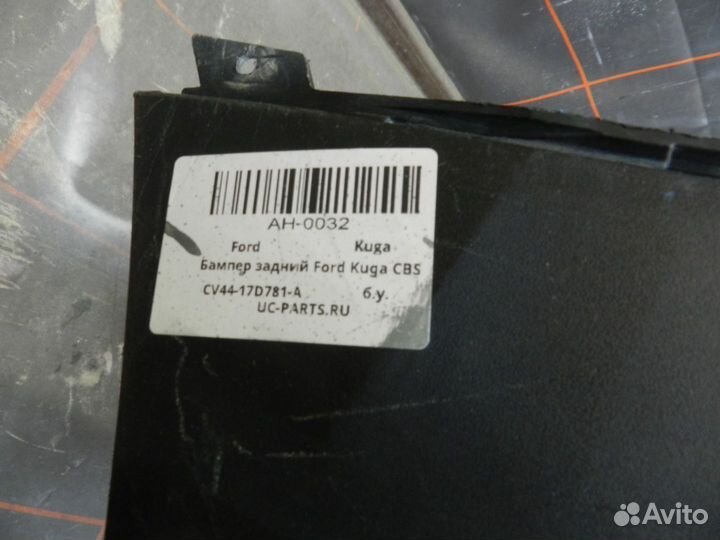 AH-0032
Ford Kuga
Бампер задний Ford Kuga CBS
CV44-17D781-A б.у.
UC-PARTS.RU
Avito